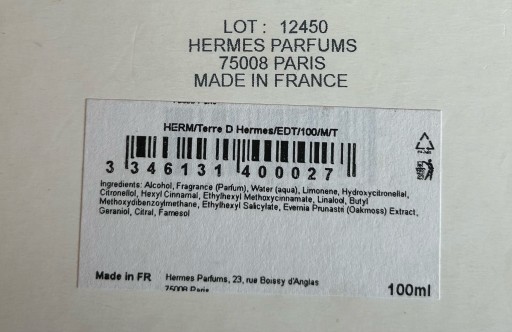 LOT : 12450
HERMES PARFUMS
75008 PARIS
MADE IN FRANCE
HERM/Terre D Hermes/EDT/100/M/T
3 346131 400027
Ingredients: Alcohol, Fragrance (Parfum), Water (aqua), Limonene, Hydroxycitronellal,
Citronellol, Hexyl Cinnamal, Ethylhexyl Methoxycinnamate, Linalool, Butyl
Methoxydibenzoylmethane, Ethylhexyl Salicylate, Evernia Prunastri (Oakmoss) Extract,
Geraniol, Citral, Farnesol
Made in FR Hermes Parfums, 23, rue Boissy d'Anglas
75008 Paris
100ml